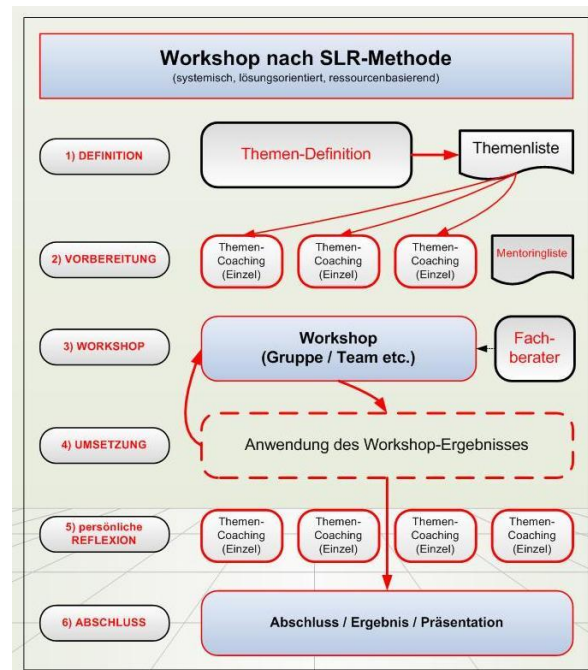 Workshop nach SLR-Methode
(systemisch, lösungsorientiert, ressourcenbasierend)
1) DEFINITION
Themen-Definition
Themenliste
2) VORBEREITUNG
Themen-
Coaching
(Einzel)
Themen-
Coaching
(Einzel)
Themen-
Coaching
(Einzel)
Mentoringliste
3) WORKSHOP
Workshop
(Gruppe / Team etc.)
Fach-
berater
4) UMSETZUNG
Anwendung des Workshop-Ergebnisses
5) persönliche
REFLEXION
Themen-
Coaching
(Einzel)
Themen-
Coaching
(Einzel)
Themen-
Coaching
(Einzel)
Themen-
Coaching
(Einzel)
6) ABSCHLUSS
Abschluss / Ergebnis / Präsentation